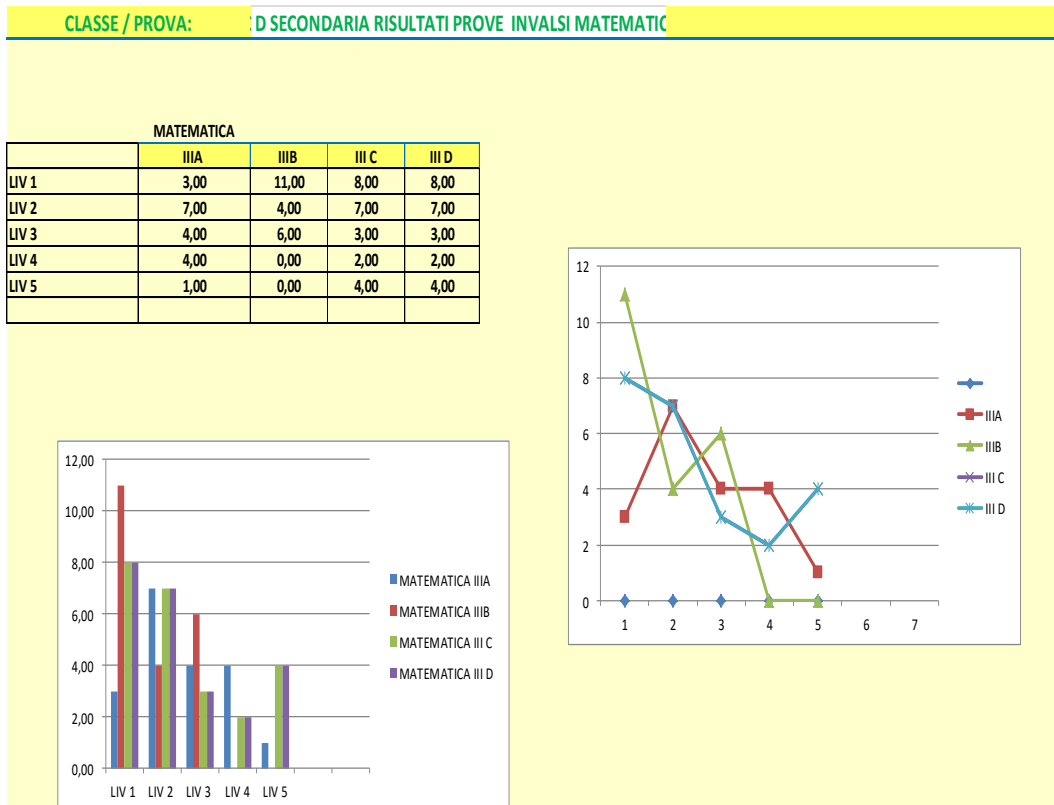 CLASSE / PROVA: D SECONDARIA RISULTATI PROVE INVALSI
MATEMATICA
IIIA IIIB III C III D
LIV 1 3,00 11,00 8,00 8,00
LIV 2 7,00 4,00 7,00 7,00
LIV 3 4,00 6,00 3,00 3,00
LIV 4 4,00 0,00 2,00 2,00
LIV 5 1,00 0,00 4,00 4,00
12
10
8
6
4
2
0
1 2 3 4 5 6 7
IIIA
IIIB
III C
III D
12,00
10,00
8,00
6,00
4,00
2,00
0,00
LIV 1 LIV 2 LIV 3 LIV 4 LIV 5
MATEMATICA IIIA
MATEMATICA IIIB
MATEMATICA III C
MATEMATICA III D